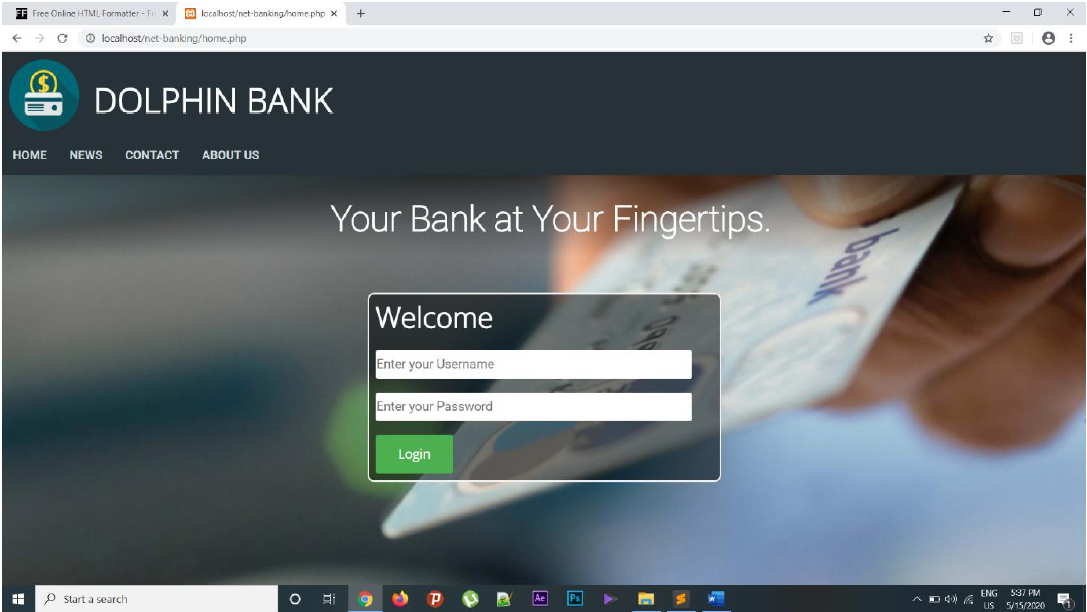 Free Online HTML Formatter - Fr
localhost/net-banking/home.php
localhost/net-banking/home.php
DOLPHIN BANK
HOME NEWS CONTACT ABOUT US
Your Bank at Your Fingertips.
bank
Welcome
Enter your Username
Enter your Password
Login
Start a search
Ae
Ps
ENG
US
5:37 PM
5/15/2020